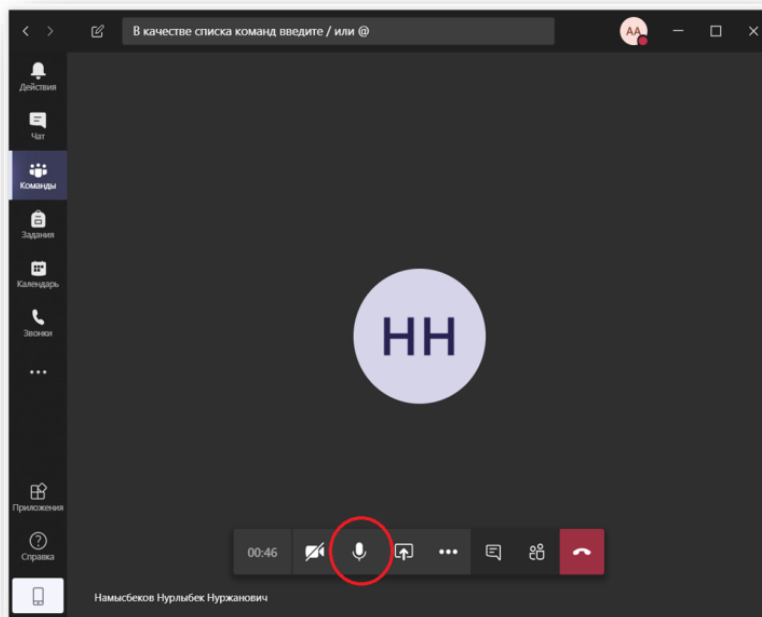 В качестве списка команд введите / или @
АА
Действия
Чат
Команды
Задания
Календарь
Звонки
НН
Приложения
Справка
00:46
Намысбеков Нурлыбек Нуржанович